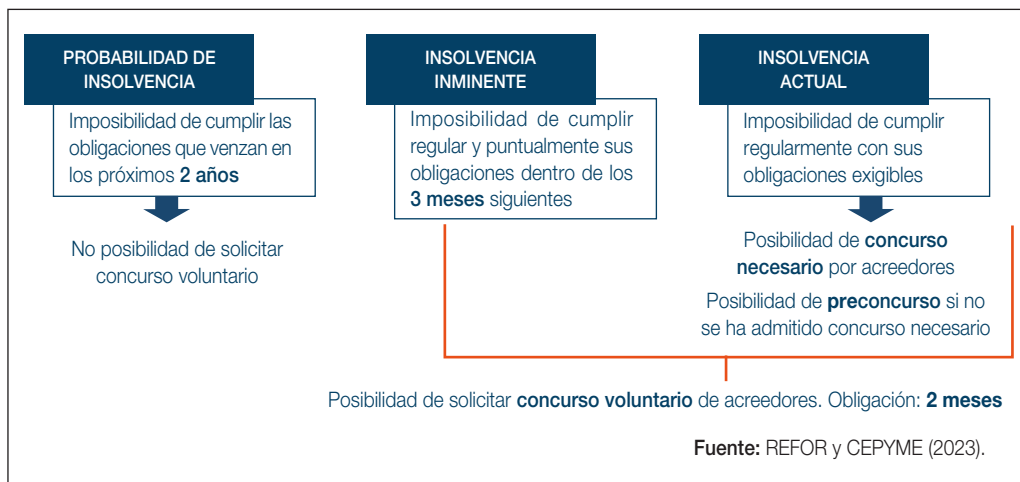 PROBABILIDAD DE
INSOLVENCIA
Imposibilidad de cumplir las
obligaciones que venzan en
los próximos 2 años
No posibilidad de solicitar
concurso voluntario
INSOLVENCIA
INMINENTE
Imposibilidad de cumplir
regular y puntualmente sus
obligaciones dentro de los
3 meses siguientes
INSOLVENCIA
ACTUAL
Imposibilidad de cumplir
regularmente con sus
obligaciones exigibles
Posibilidad de concurso
necesario por acreedores
Posibilidad de preconcurso si no
se ha admitido concurso necesario
Posibilidad de solicitar concurso voluntario de acreedores. Obligación: 2 meses
Fuente: REFOR y CEPYME (2023).